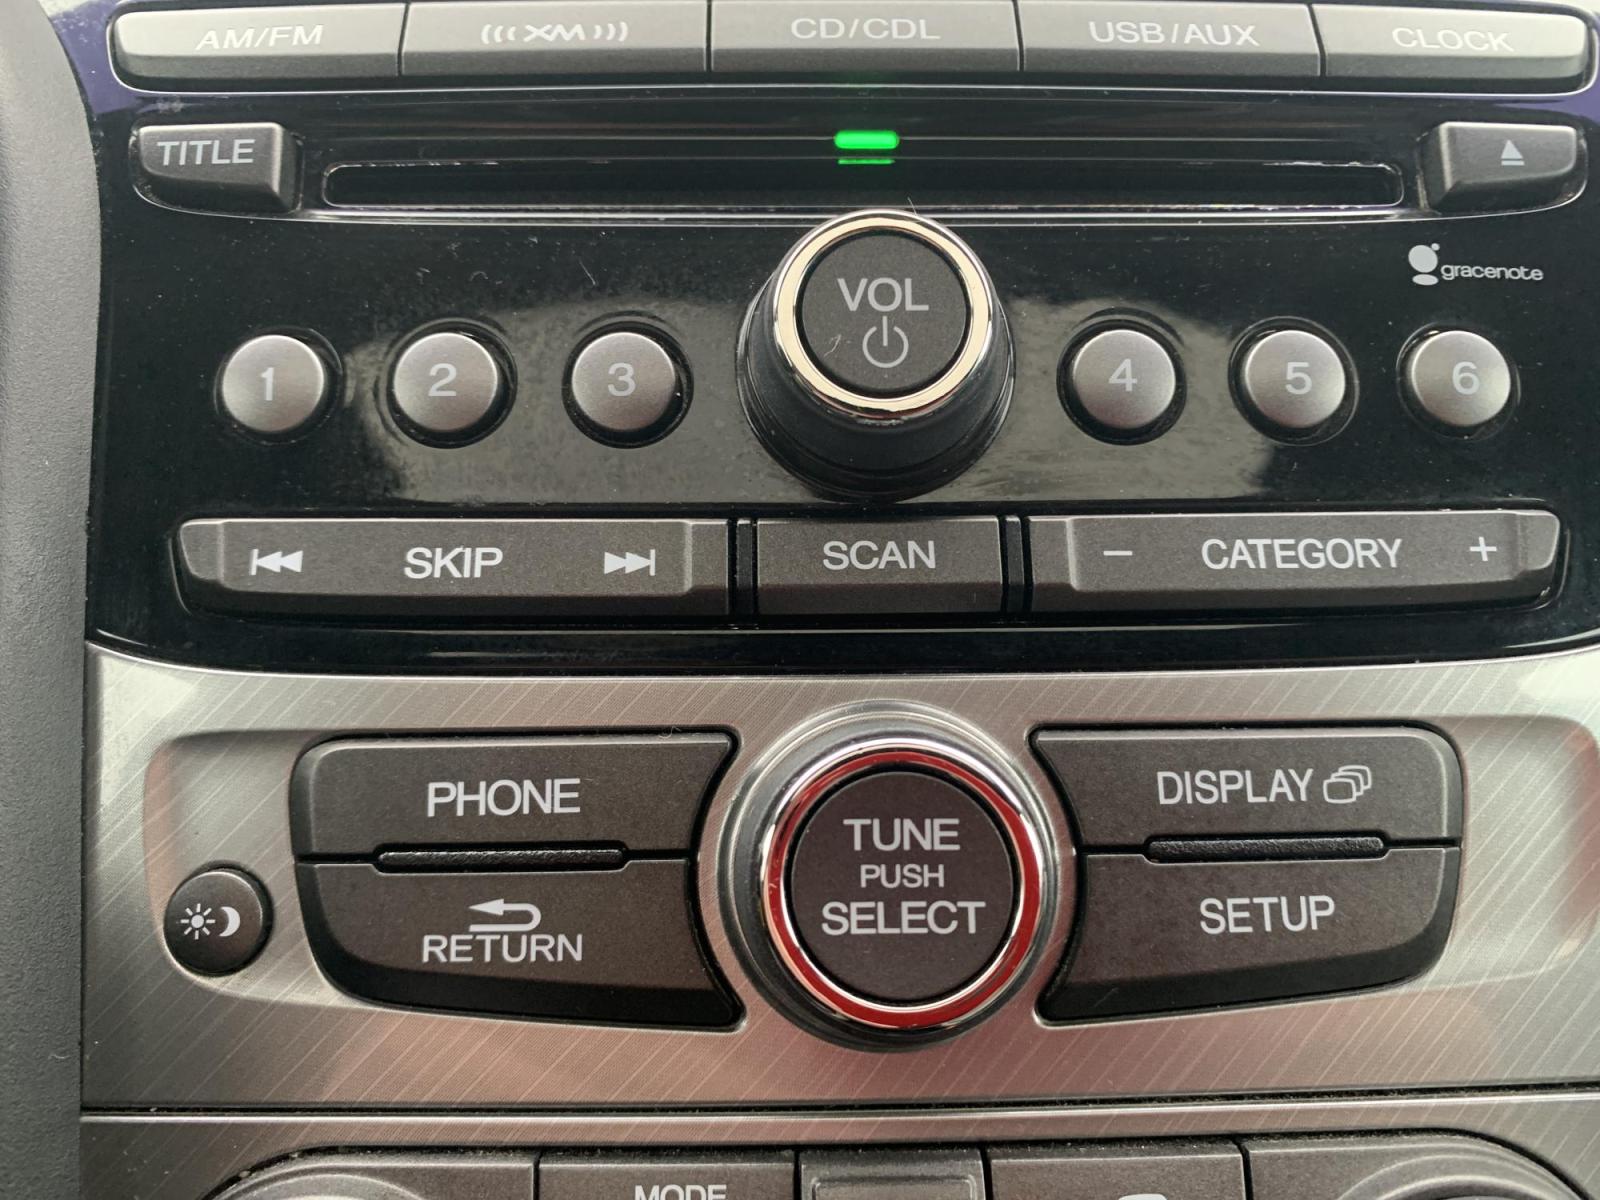 AM/FM
(((XM)))
CD/CDL
USB/AUX
CLOCK
TITLE
gracenote
VOL
1
2
3
4
5
6
SKIP
SCAN
− CATEGORY +
PHONE
RETURN
TUNE
PUSH
SELECT
DISPLAY
SETUP
MODE